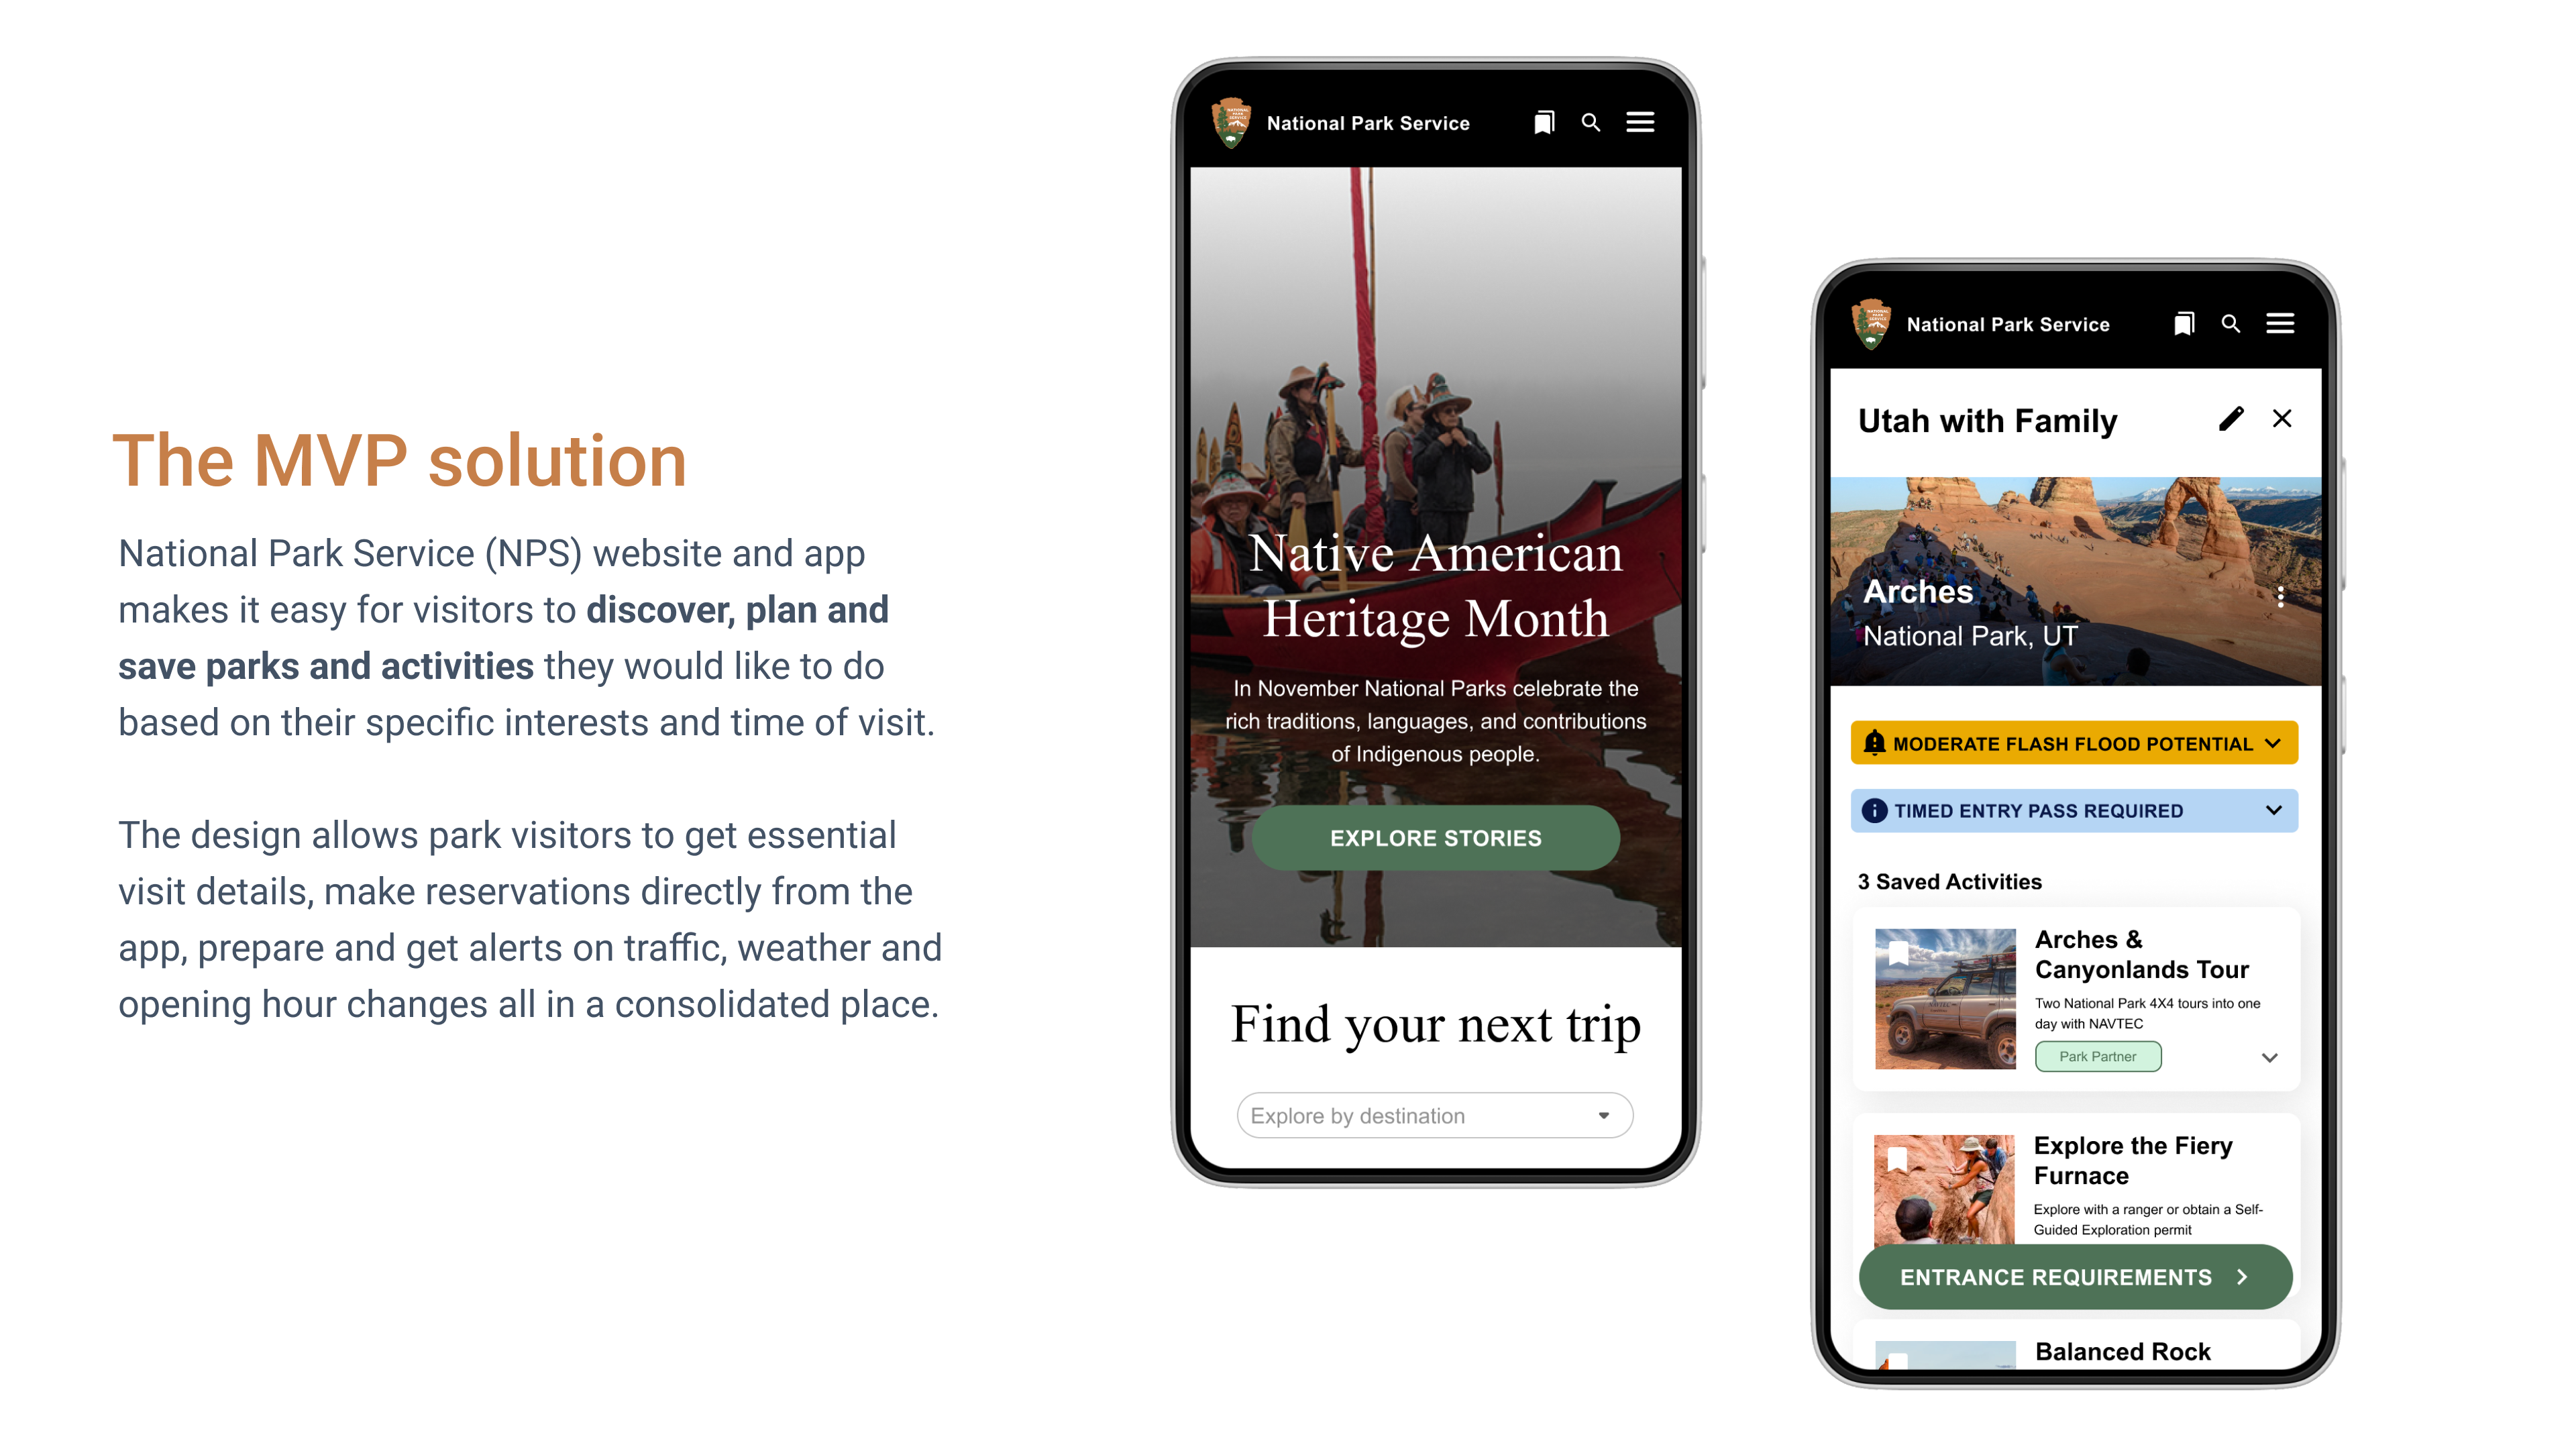 The MVP solution
National Park Service (NPS) website and app
makes it easy for visitors to discover, plan and
save parks and activities they would like to do
based on their specific interests and time of visit.
The design allows park visitors to get essential
visit details, make reservations directly from the
app, prepare and get alerts on traffic, weather and
opening hour changes all in a consolidated place.
NATIONAL
PARK
SERVICE
National Park Service
Native American
Heritage Month
In November National Parks celebrate the
rich traditions, languages, and contributions
of Indigenous people.
EXPLORE STORIES
Find your next trip
Explore by destination
NATIONAL
PARK
SERVICE
National Park Service
Utah with Family
Arches
National Park, UT
MODERATE FLASH FLOOD POTENTIAL
TIMED ENTRY PASS REQUIRED
3 Saved Activities
Arches &
Canyonlands Tour
Two National Park 4X4 tours into one
day with NAVTEC
Park Partner
Explore the Fiery
Furnace
Explore with a ranger or obtain a Self-
Guided Exploration permit
ENTRANCE REQUIREMENTS
Balanced Rock